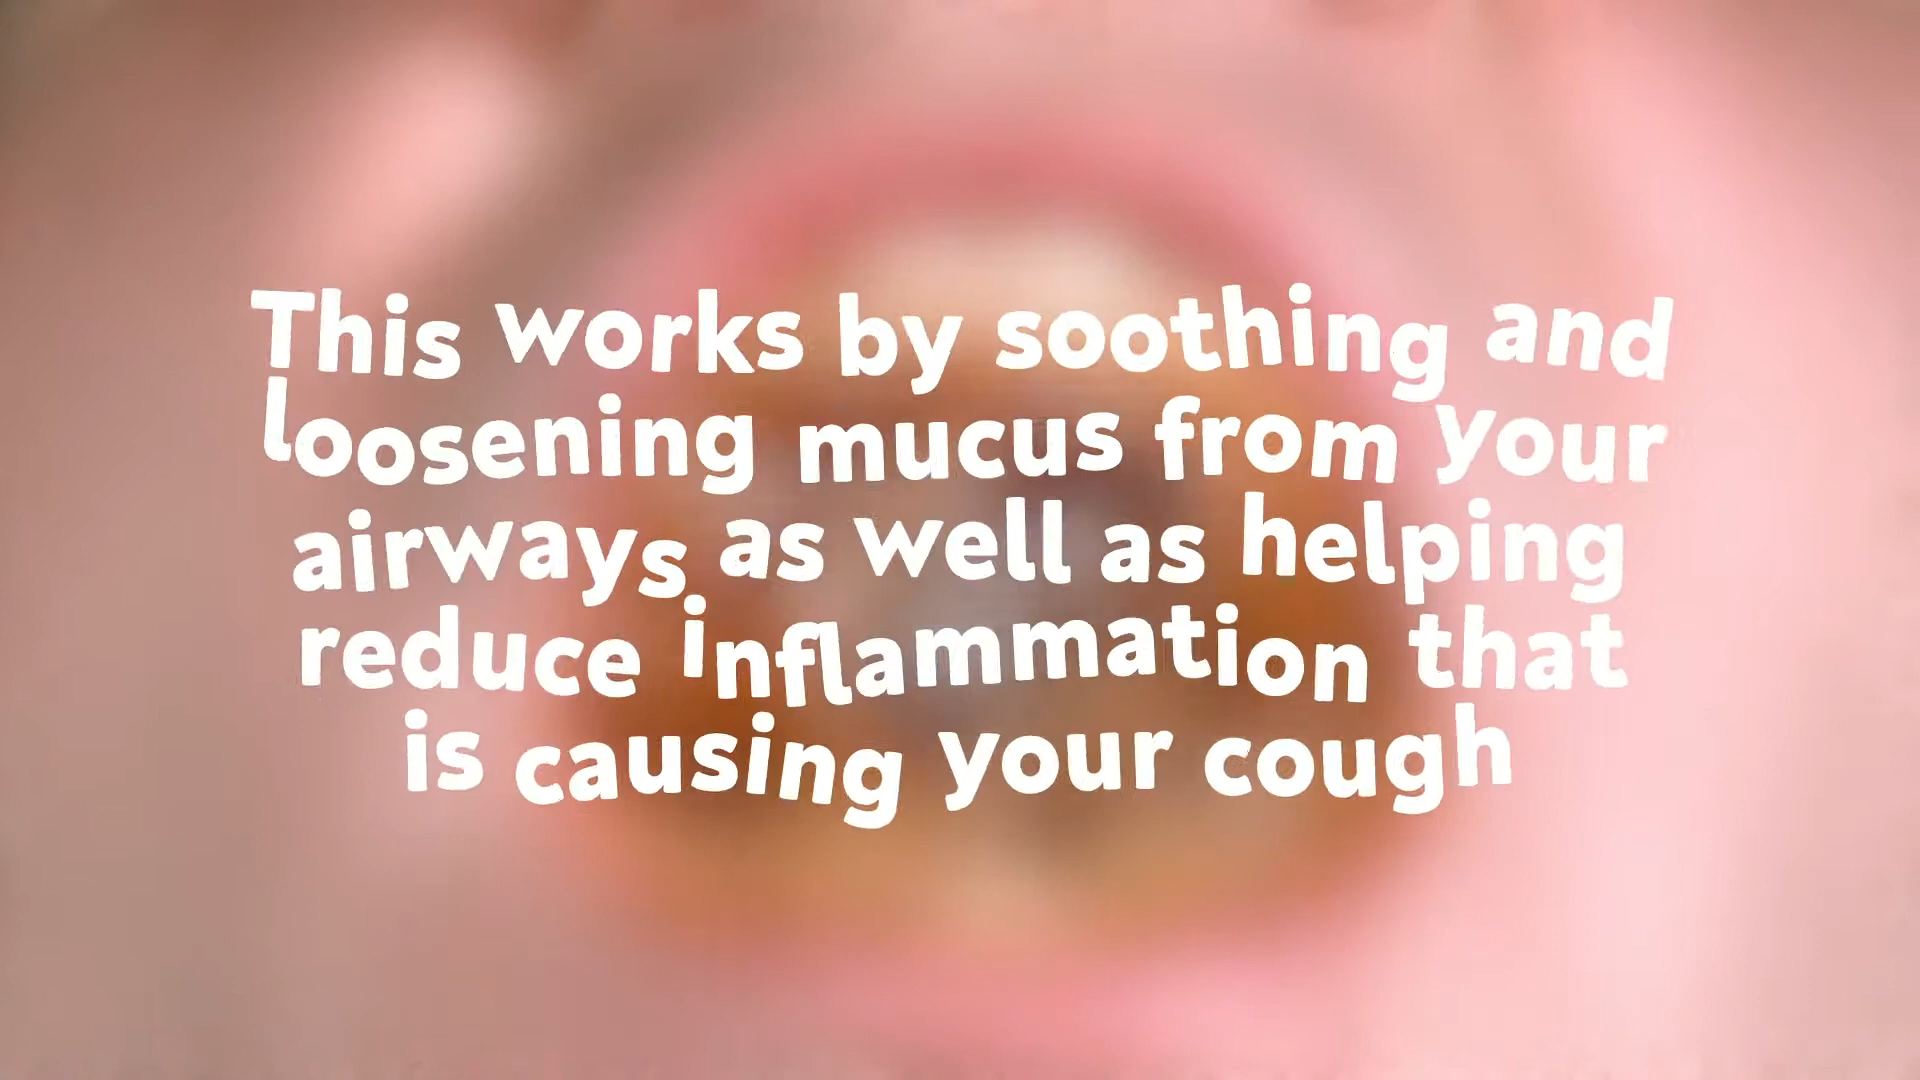 This works by soothing and
loosening mucus from your
airways as well as helping
reduce inflammation that
is causing your cough